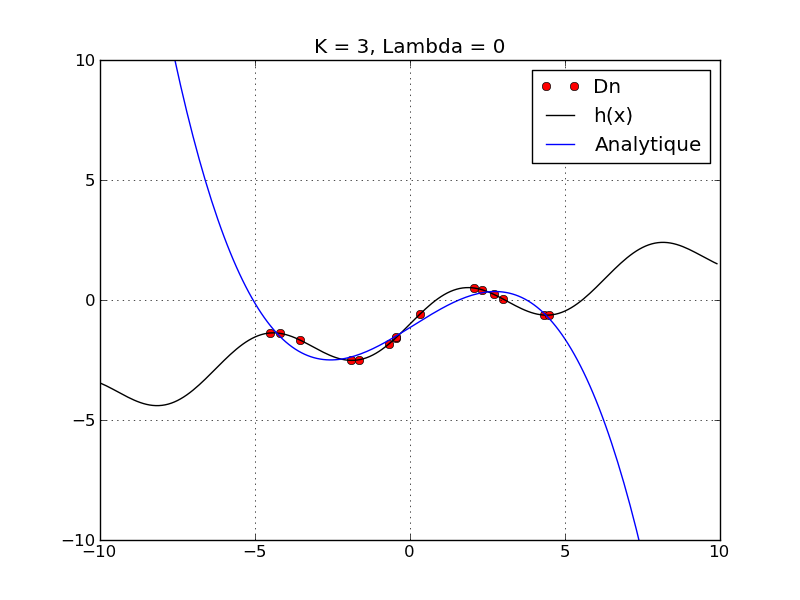 K = 3, Lambda = 0
Dn
h(x)
Analytique
10
5
0
−5
−10
−10
−5
0
5
10